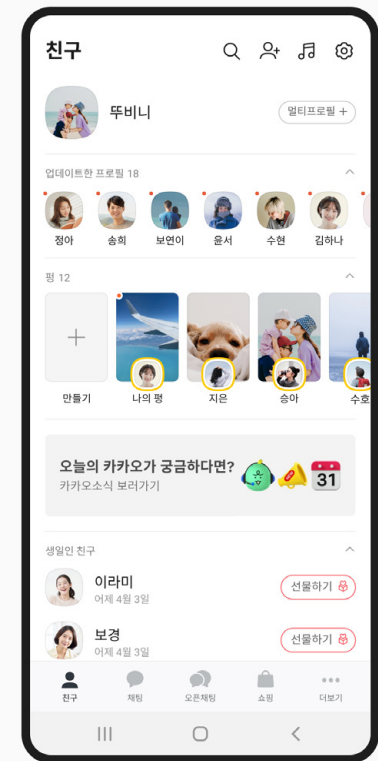 친구
뚜비니
멀티프로필 +
업데이트한 프로필 18
정아 송희 보연이 윤서 수현 김하나
펑 12
만들기 나의 펑 지은 승아 수호
오늘의 카카오가 궁금하다면?
카카오소식 보러가기
31
생일인 친구
이라미
어제 4월 3일
선물하기
보경
어제 4월 3일
선물하기
친구 채팅 오픈채팅 쇼핑 더보기